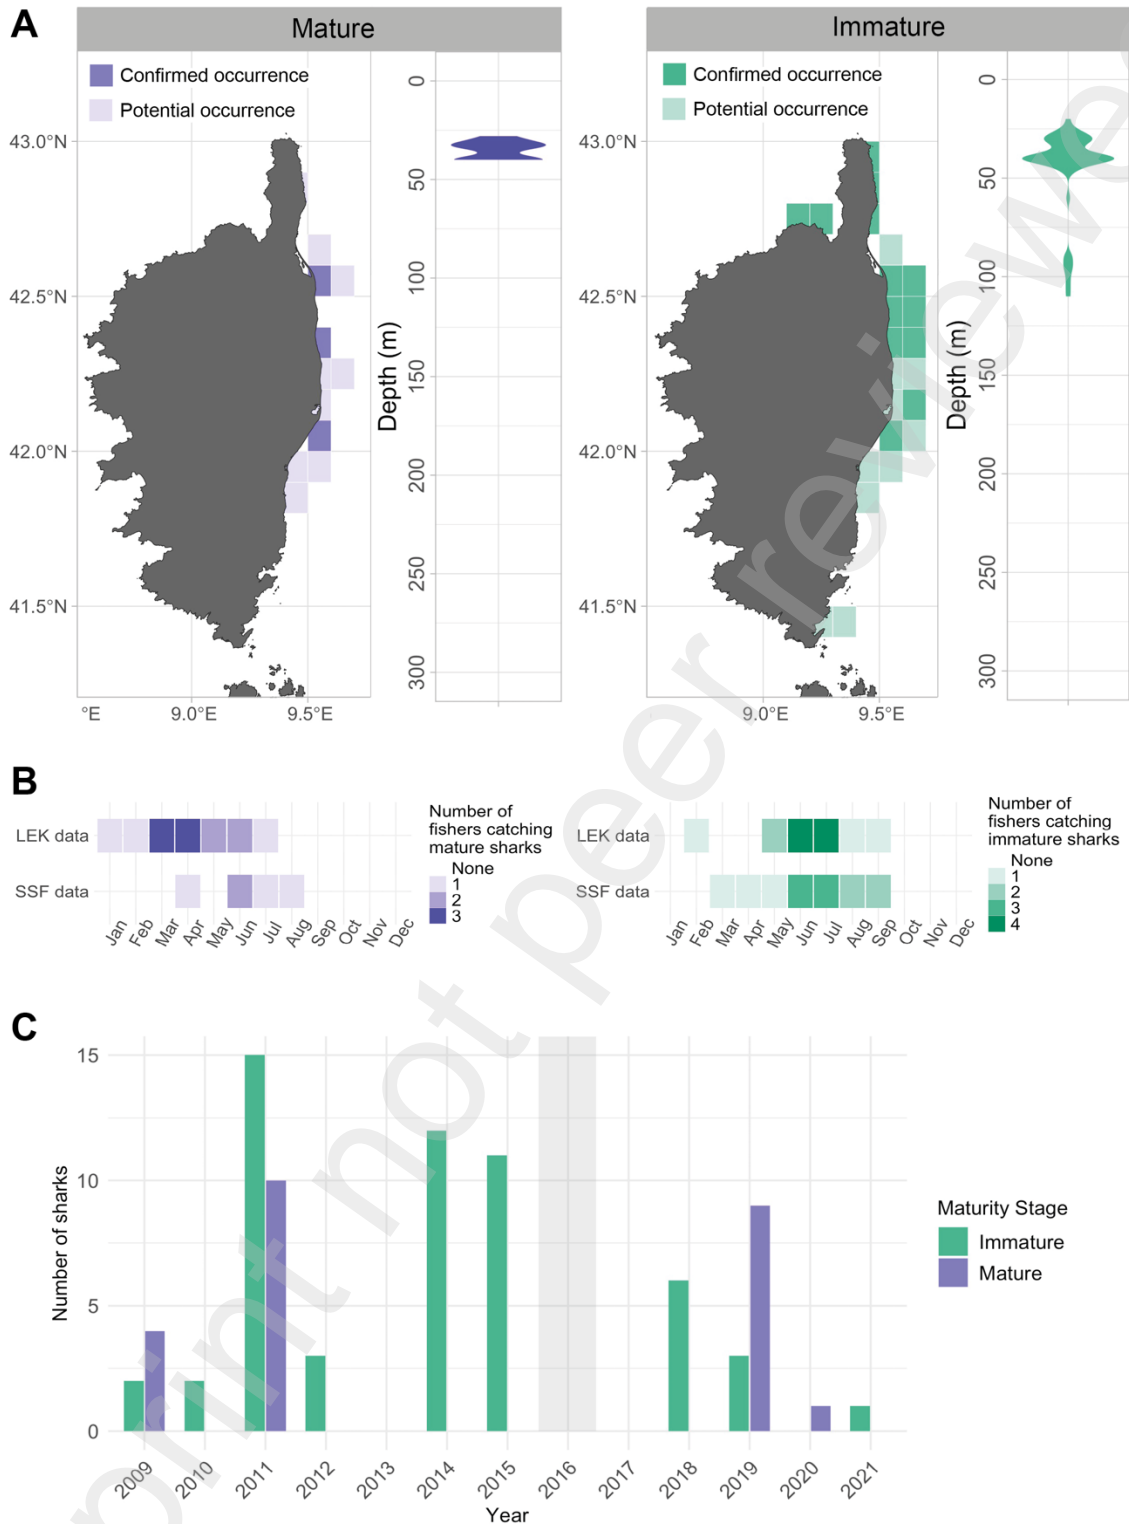 A
Mature
Immature
Confirmed occurrence
Potential occurrence
Confirmed occurrence
Potential occurrence
43.0°N
42.5°N
42.0°N
41.5°N
°E
9.0°E
9.5°E
Depth (m)
0
50
100
150
200
250
300
43.0°N
42.5°N
42.0°N
41.5°N
9.0°E
9.5°E
Depth (m)
0
50
100
150
200
250
300
B
LEK data
SSF data
Jan Feb Mar Apr May Jun Jul Aug Sep Oct Nov Dec
Number of
fishers catching
mature sharks
None
1
2
3
LEK data
SSF data
Jan Feb Mar Apr May Jun Jul Aug Sep Oct Nov Dec
Number of
fishers catching
immature sharks
None
1
2
3
4
C
Number of sharks
15
10
5
0
2009 2010 2011 2012 2013 2014 2015 2016 2017 2018 2019 2020 2021
Year
Maturity Stage
Immature
Mature
print not peer reviewe